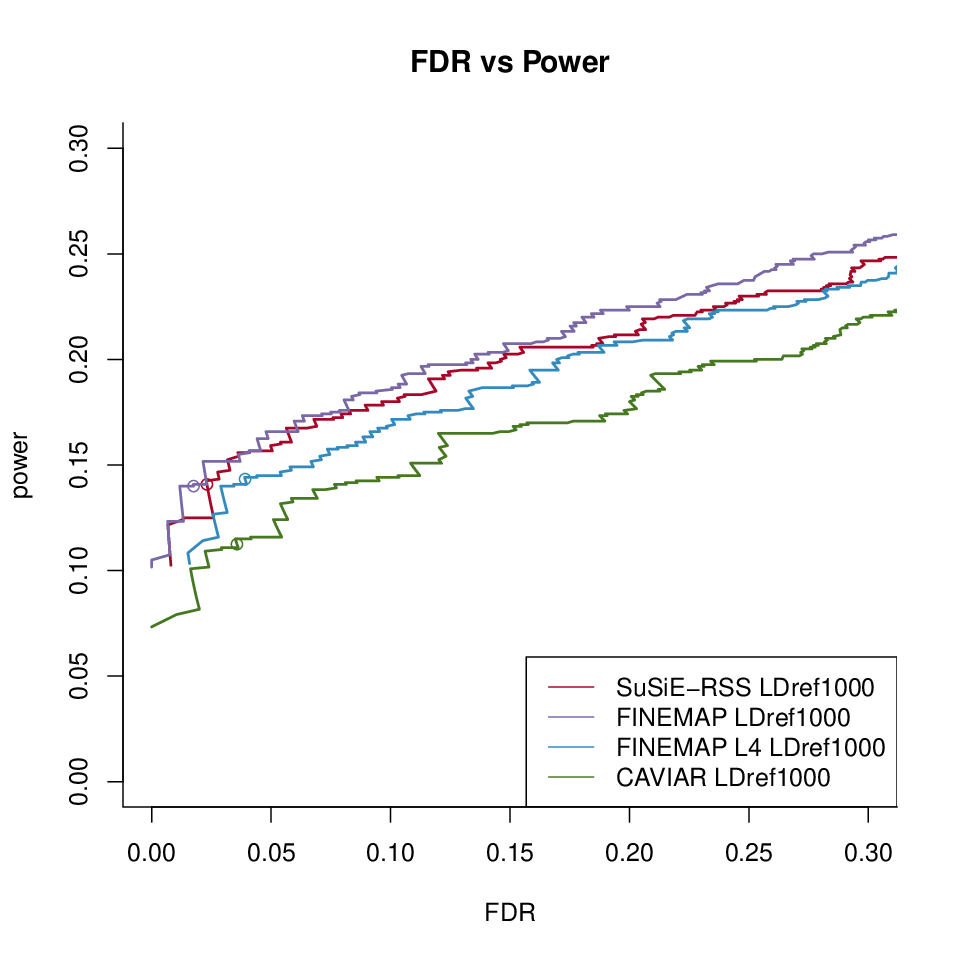 FDR vs Power
power
0.30
0.25
0.20
0.15
0.10
0.05
0.00
SuSiE−RSS LDref1000
FINEMAP LDref1000
FINEMAP L4 LDref1000
CAVIAR LDref1000
0.00 0.05 0.10 0.15 0.20 0.25 0.30
FDR